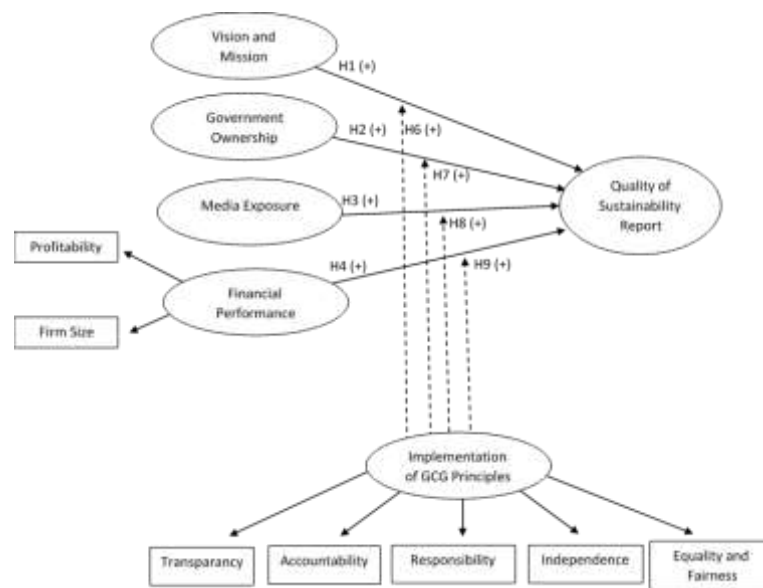 Vision and
Mission
H1 (+)
Government
Ownership
H2 (+)
H6 (+)
H7 (+)
Quality of
Sustainability
Report
Media Exposure
H3 (+)
H8 (+)
Profitability
H4 (+)
H9 (+)
Financial
Performance
Firm Size
Implementation
of GCG Principles
Transparancy
Accountability
Responsibility
Independence
Equality and
Fairness